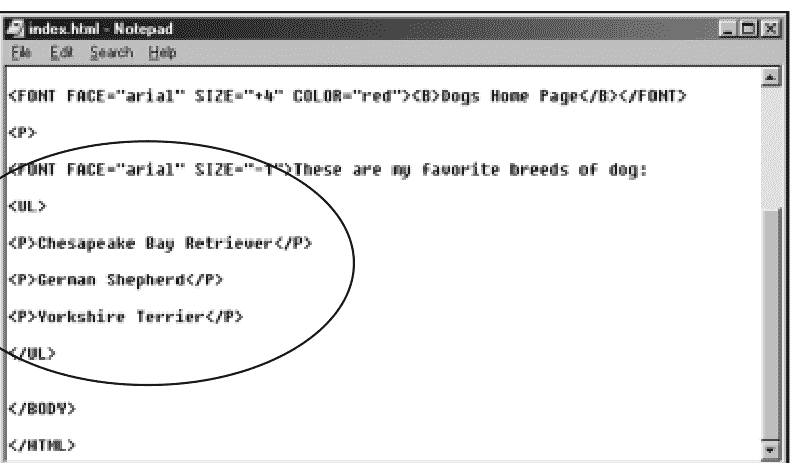 index.html - Notepad
File Edit Search Help
<FONT FACE="arial" SIZE="+4" COLOR="red"><B>Dogs Home Page</B></FONT>
<P>
<FONT FACE="arial" SIZE="-1">These are my favorite breeds of dog:
<UL>
<P>Chesapeake Bay Retriever</P>
<P>German Shepherd</P>
<P>Yorkshire Terrier</P>
</UL>
</BODY>
</HTML>